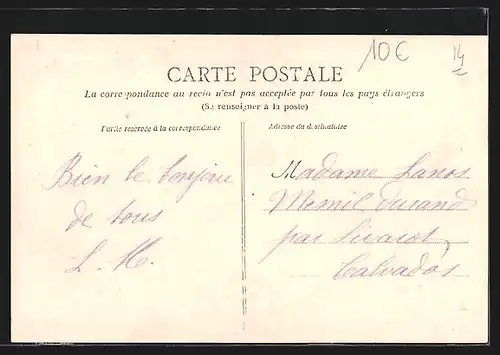 10€
14
CARTE POSTALE
La correspondance au recto n'est pas acceptée par tous les pays étrangers
(Se renseigner à la poste)
Partie réservée à la correspondance
Adresse du destinataire
Bien le bonjour
de tous
L. H.
Madame Lanos
Mesnil Durand
par Livarot
Calvados